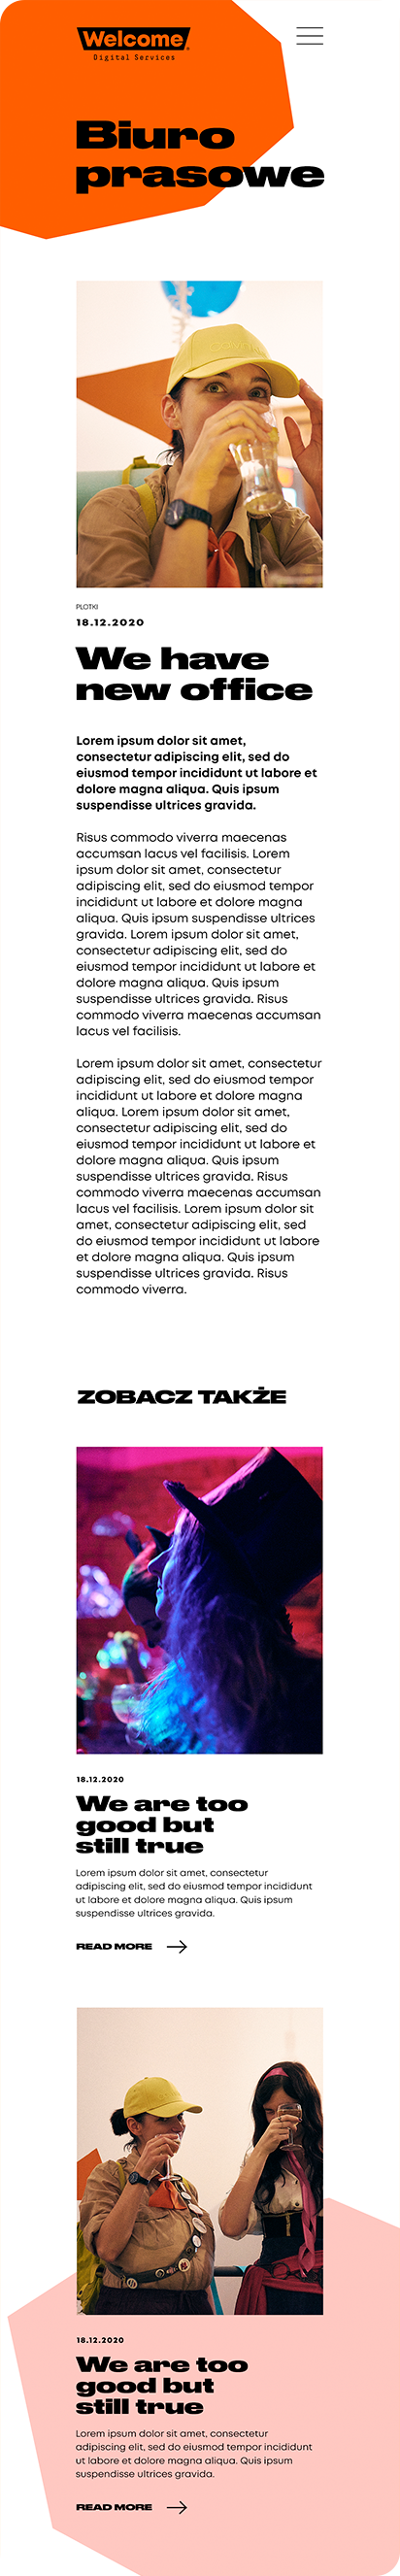 Welcome
Digital Services
Biuro
prasowe
PLOTKI
18.12.2020
We have
new office
Lorem ipsum dolor sit amet,
consectetur adipiscing elit, sed do
eiusmod tempor incididunt ut labore et
dolore magna aliqua. Quis ipsum
suspendisse ultrices gravida.
Risus commodo viverra maecenas
accumsan lacus vel facilisis. Lorem
ipsum dolor sit amet, consectetur
adipiscing elit, sed do eiusmod tempor
incididunt ut labore et dolore magna
aliqua. Quis ipsum suspendisse ultrices
gravida. Lorem ipsum dolor sit amet,
consectetur adipiscing elit, sed do
eiusmod tempor incididunt ut labore et
dolore magna aliqua. Quis ipsum
suspendisse ultrices gravida. Risus
commodo viverra maecenas accumsan
lacus vel facilisis.
Lorem ipsum dolor sit amet, consectetur
adipiscing elit, sed do eiusmod tempor
incididunt ut labore et dolore magna
aliqua. Lorem ipsum dolor sit amet,
consectetur adipiscing elit, sed do
eiusmod tempor incididunt ut labore et
dolore magna aliqua. Quis ipsum
suspendisse ultrices gravida. Risus
commodo viverra maecenas accumsan
lacus vel facilisis. Lorem ipsum dolor sit
amet, consectetur adipiscing elit, sed
do eiusmod tempor incididunt ut labore
et dolore magna aliqua. Quis ipsum
suspendisse ultrices gravida. Risus
commodo viverra.
ZOBACZ TAKŻE
18.12.2020
We are too
good but
still true
Lorem ipsum dolor sit amet, consectetur
adipiscing elit, sed do eiusmod tempor incididunt
ut labore et dolore magna aliqua. Quis ipsum
suspendisse ultrices gravida.
READ MORE
18.12.2020
We are too
good but
still true
Lorem ipsum dolor sit amet, consectetur
adipiscing elit, sed do eiusmod tempor incididunt
ut labore et dolore magna aliqua. Quis ipsum
suspendisse ultrices gravida.
READ MORE